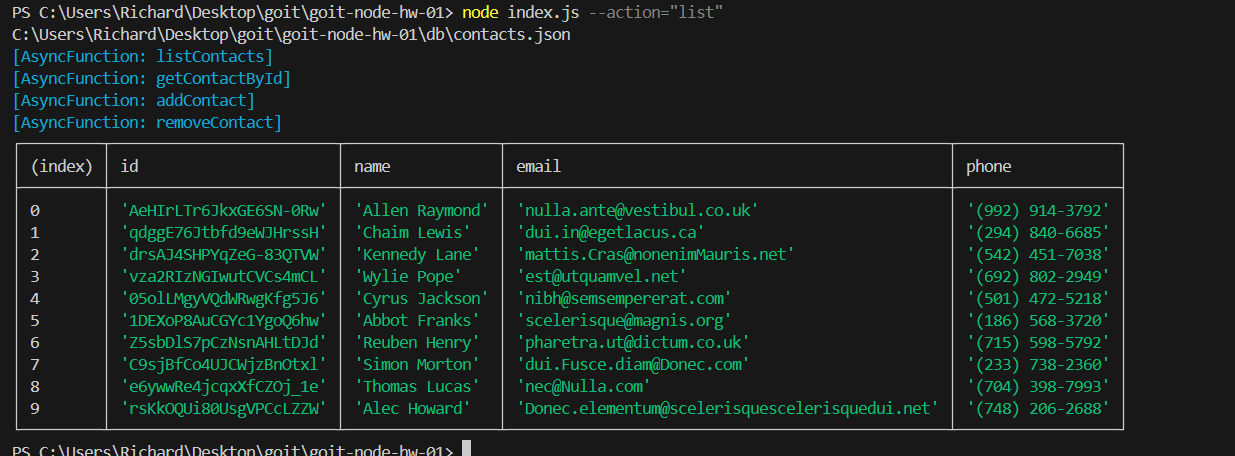 PS C:\Users\Richard\Desktop\goit\goit-node-hw-01> node index.js --action="list"
C:\Users\Richard\Desktop\goit\goit-node-hw-01\db\contacts.json
[AsyncFunction: listContacts]
[AsyncFunction: getContactById]
[AsyncFunction: addContact]
[AsyncFunction: removeContact]
(index) id name email phone
0 'AeHIrLTr6JkxGE6SN-0Rw' 'Allen Raymond' 'nulla.ante@vestibul.co.uk' '(992) 914-3792'
1 'qdggE76Jtbfd9eWJHrssH' 'Chaim Lewis' 'dui.in@egetlacus.ca' '(294) 840-6685'
2 'drsAJ4SHPYqZeG-83QTVW' 'Kennedy Lane' 'mattis.Cras@nonenimMauris.net' '(542) 451-7038'
3 'vza2RIzNGIwutCVCs4mCL' 'Wylie Pope' 'est@utquamvel.net' '(692) 802-2949'
4 '05olLMgyVQdWRwgKfg5J6' 'Cyrus Jackson' 'nibh@semsempererat.com' '(501) 472-5218'
5 '1DEXoP8AuCGYc1YgoQ6hw' 'Abbot Franks' 'scelerisque@magnis.org' '(186) 568-3720'
6 'Z5sbDlS7pCzNsnAHLtDJd' 'Reuben Henry' 'pharetra.ut@dictum.co.uk' '(715) 598-5792'
7 'C9sjBfCo4UJCWjzBnOtxl' 'Simon Morton' 'dui.Fusce.diam@Donec.com' '(233) 738-2360'
8 'e6ywwRe4jcqxXfCZOj_1e' 'Thomas Lucas' 'nec@Nulla.com' '(704) 398-7993'
9 'rsKkOQUi80UsgVPCcLZZW' 'Alec Howard' 'Donec.elementum@scelerisquescelerisquedui.net' '(748) 206-2688'
PS C:\Users\Richard\Desktop\goit\goit-node-hw-01>